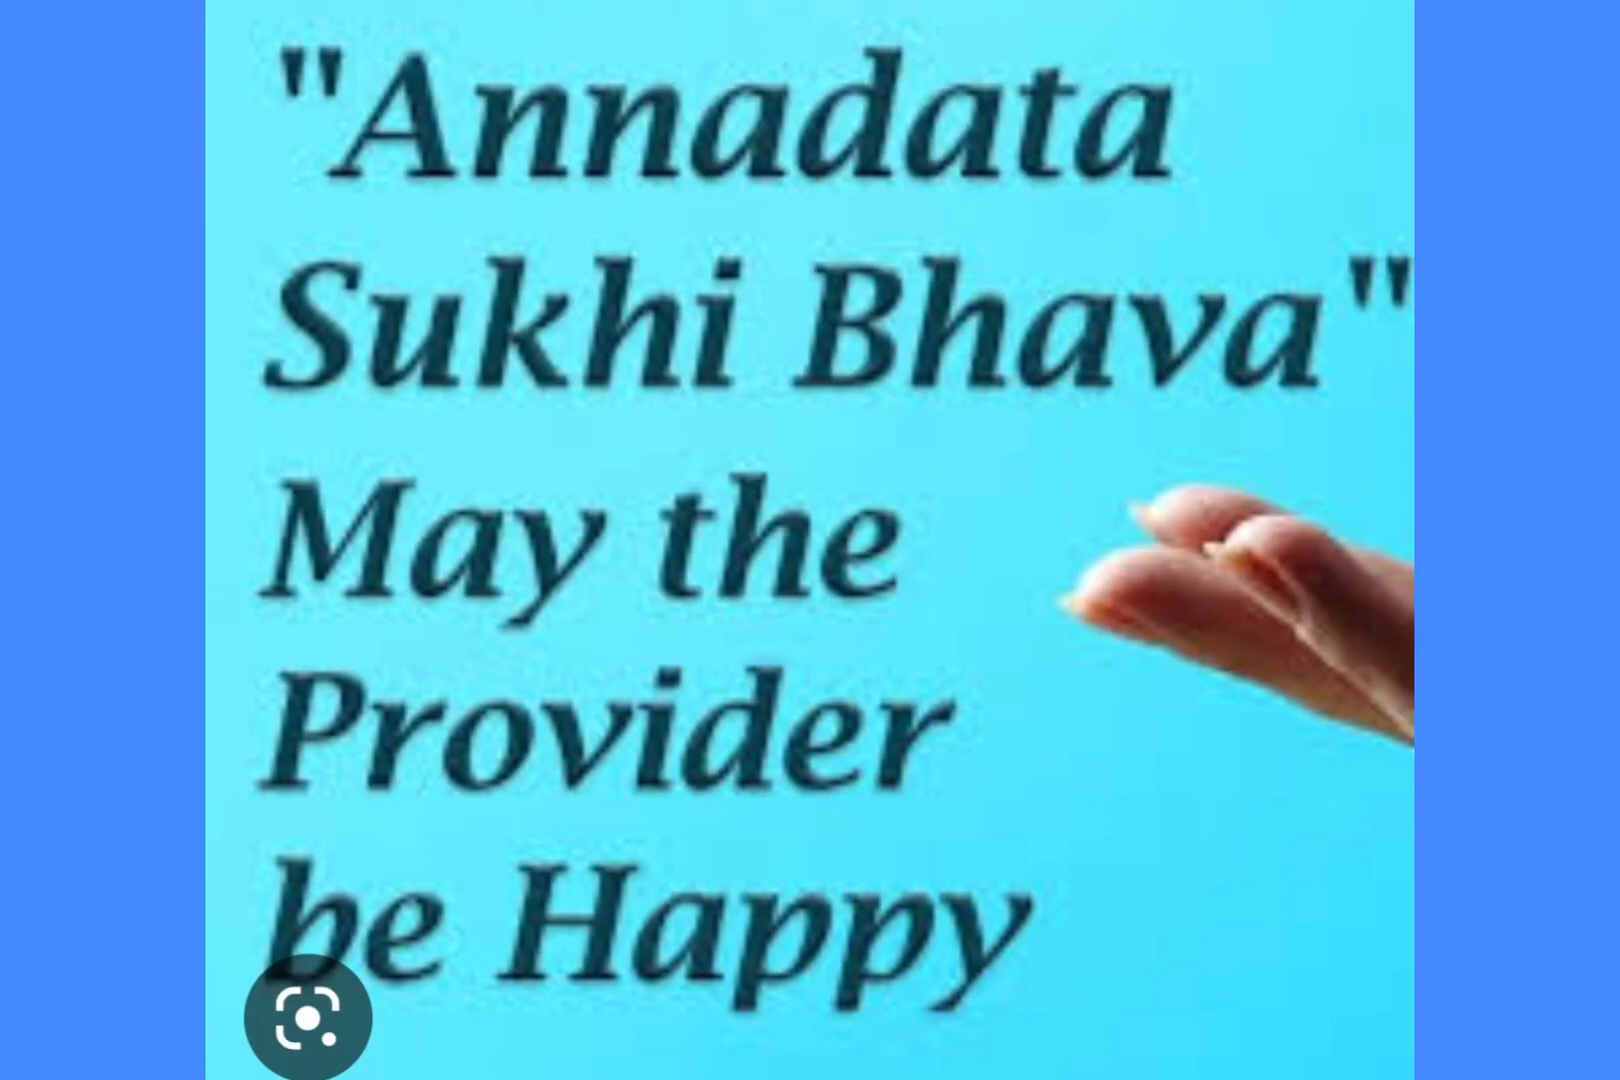 "Annadata
Sukhi Bhava"
May the
Provider
be Happy